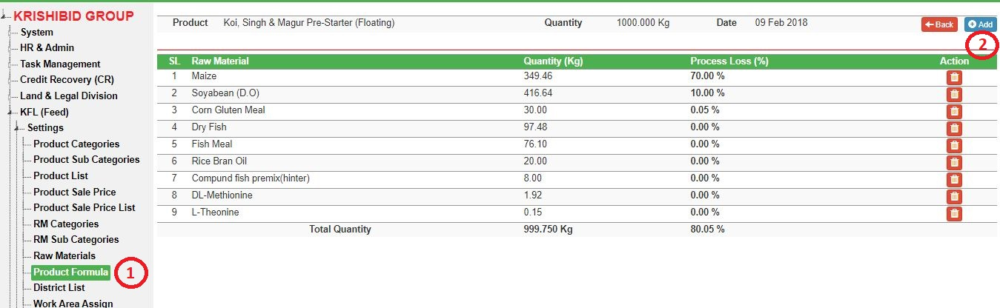 KRISHIBID GROUP
System
HR & Admin
Task Management
Credit Recovery (CR)
Land & Legal Division
KFL (Feed)
Settings
Product Categories
Product Sub Categories
Product List
Product Sale Price
Product Sale Price List
RM Categories
RM Sub Categories
Raw Materials
Product Formula 1
District List
Work Area Assign
Product Koi, Singh & Magur Pre-Starter (Floating) Quantity 1000.000 Kg Date 09 Feb 2018 Back Add
2
SL Raw Material Quantity (Kg) Process Loss (%) Action
1 Maize 349.46 70.00 %
2 Soyabean (D.O) 416.64 10.00 %
3 Corn Gluten Meal 30.00 0.05 %
4 Dry Fish 97.48 0.00 %
5 Fish Meal 76.10 0.00 %
6 Rice Bran Oil 20.00 0.00 %
7 Compund fish premix(hinter) 8.00 0.00 %
8 DL-Methionine 1.92 0.00 %
9 L-Theonine 0.15 0.00 %
Total Quantity 999.750 Kg 80.05 %